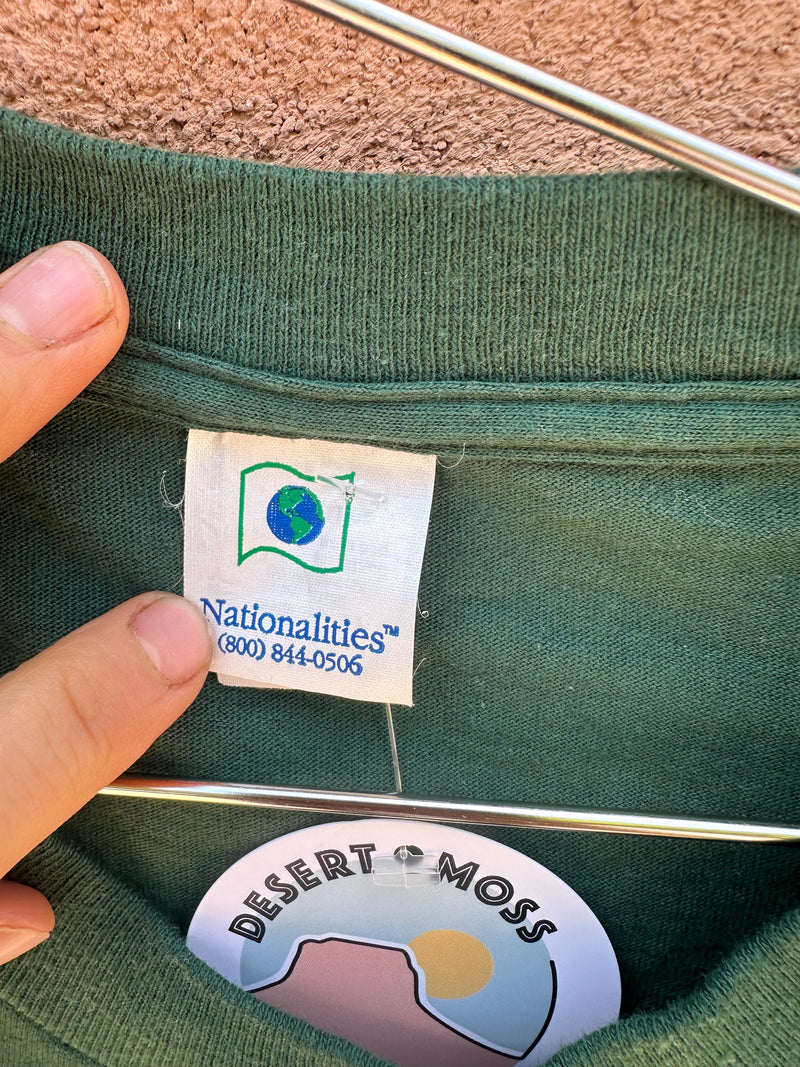 Nationalities™
(800) 844-0506
DESERT MOSS